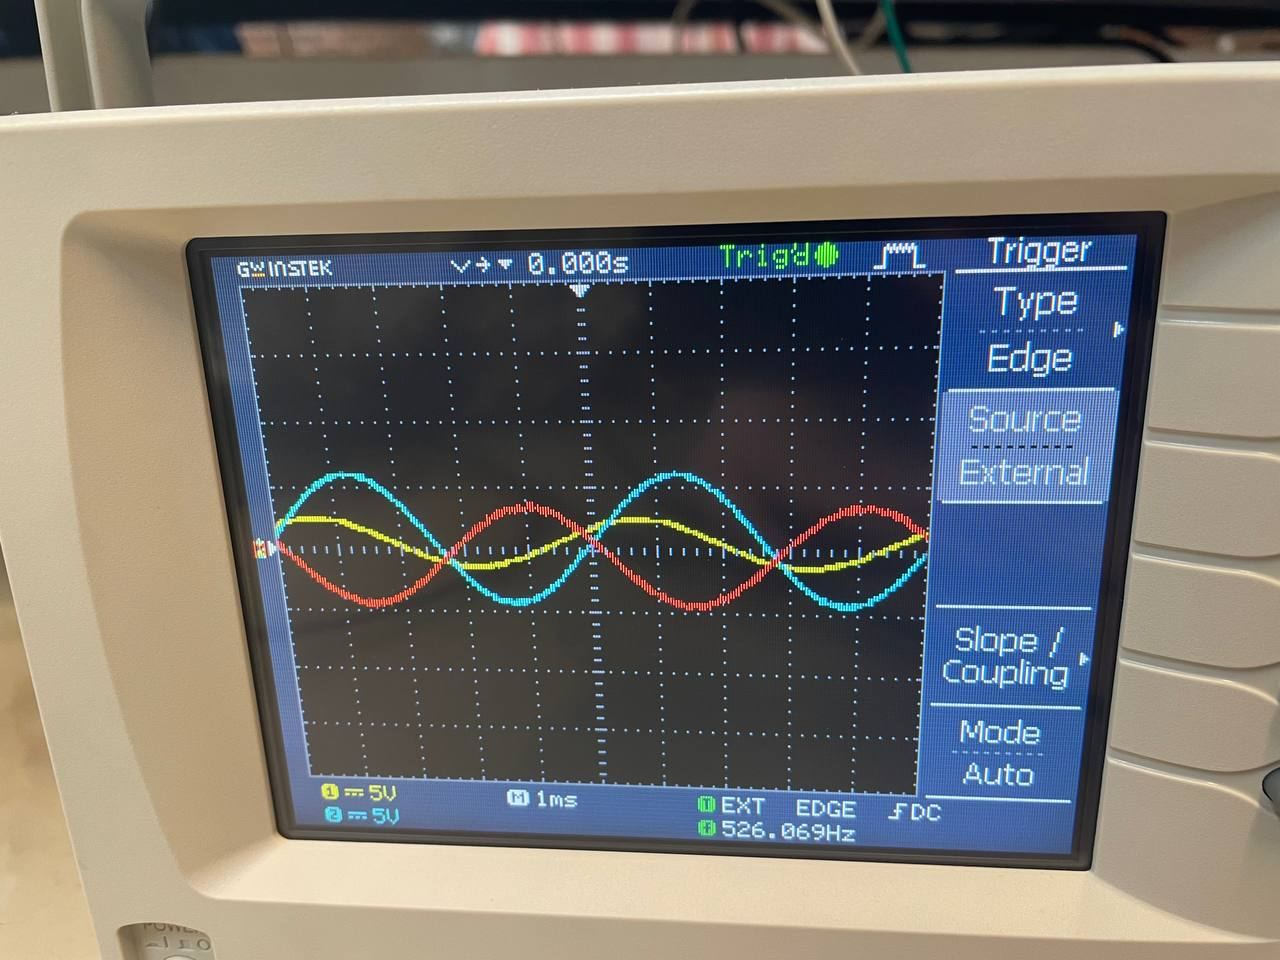 GW INSTEK 0.000s Trig'd
Trigger
Type
Edge
Source
External
Slope /
Coupling
Mode
Auto
1 5V M 1ms EXT EDGE DC
2 5V 526.069Hz
POWER